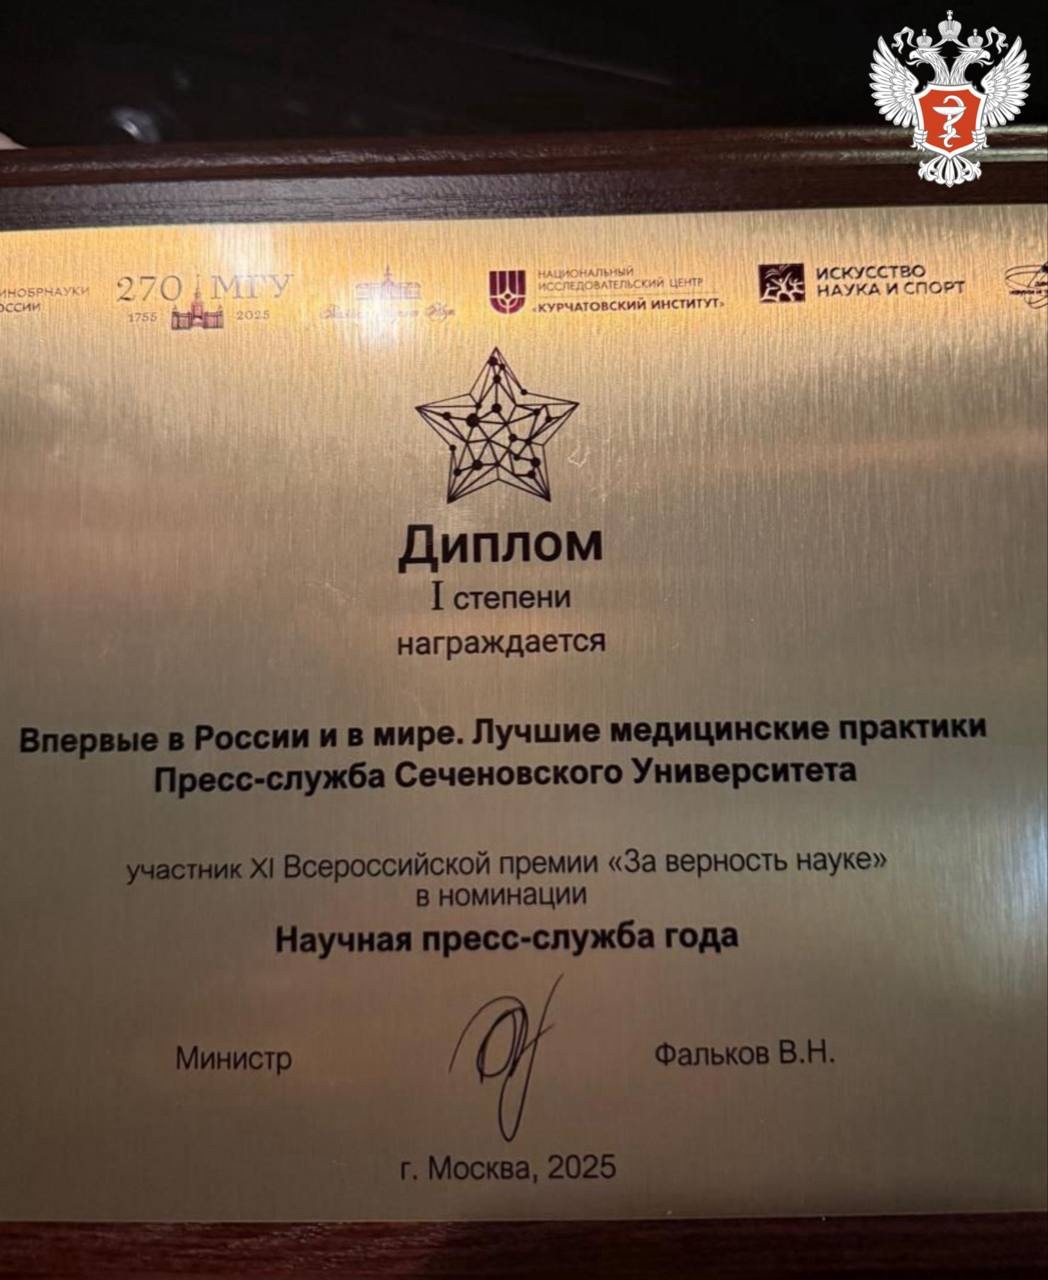 ИНОБРНАУКИ
ОССИИ
270 МГУ
1755 2025
НАЦИОНАЛЬНЫЙ
ИССЛЕДОВАТЕЛЬСКИЙ ЦЕНТР
«КУРЧАТОВСКИЙ ИНСТИТУТ»
ИСКУССТВО
НАУКА И СПОРТ
Диплом
I степени
награждается
Впервые в России и в мире. Лучшие медицинские практики
Пресс-служба Сеченовского Университета
участник XI Всероссийской премии «За верность науке»
в номинации
Научная пресс-служба года
Министр
Фальков В.Н.
г. Москва, 2025